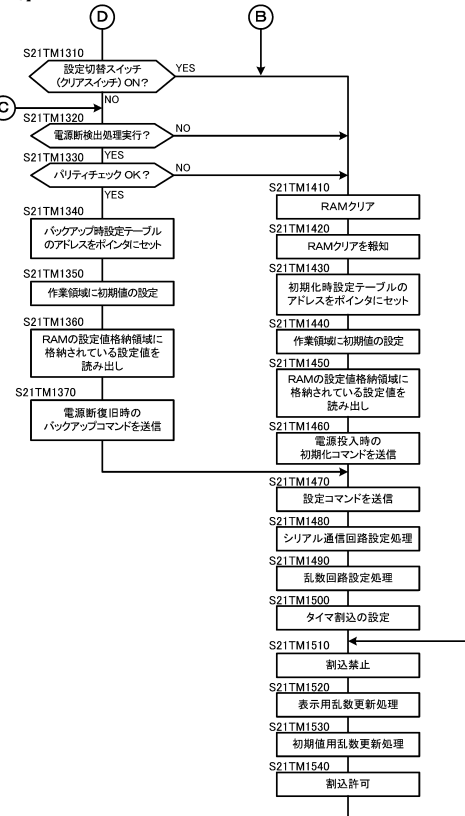 D
B
S21TM1310
設定切替スイッチ
(クリアスイッチ) ON?
YES
NO
C
S21TM1320
電源断検出処理実行?
NO
YES
S21TM1330
パリティチェック OK?
NO
YES
S21TM1340
バックアップ時設定テーブル
のアドレスをポインタにセット
S21TM1350
作業領域に初期値の設定
S21TM1360
RAMの設定値格納領域に
格納されている設定値を
読み出し
S21TM1370
電源断復旧時の
バックアップコマンドを送信
S21TM1410
RAMクリア
S21TM1420
RAMクリアを報知
S21TM1430
初期化時設定テーブルの
アドレスをポインタにセット
S21TM1440
作業領域に初期値の設定
S21TM1450
RAMの設定値格納領域に
格納されている設定値を
読み出し
S21TM1460
電源投入時の
初期化コマンドを送信
S21TM1470
設定コマンドを送信
S21TM1480
シリアル通信回路設定処理
S21TM1490
乱数回路設定処理
S21TM1500
タイマ割込の設定
S21TM1510
割込禁止
S21TM1520
表示用乱数更新処理
S21TM1530
初期値用乱数更新処理
S21TM1540
割込許可